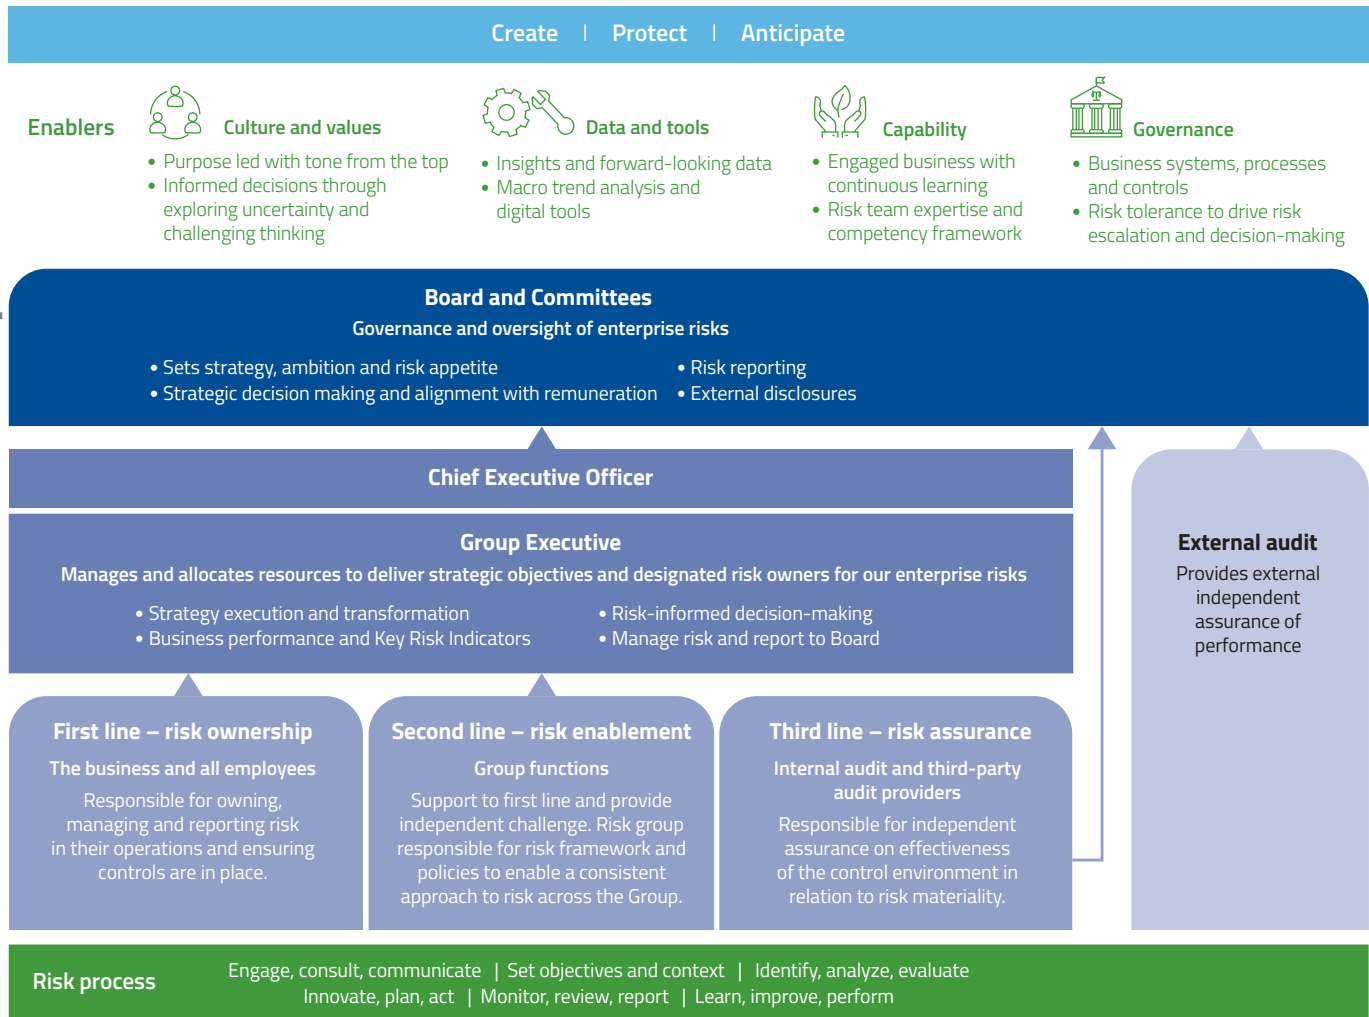 Create | Protect | Anticipate
Enablers
Culture and values
• Purpose led with tone from the top
• Informed decisions through
exploring uncertainty and
challenging thinking
Data and tools
• Insights and forward-looking data
• Macro trend analysis and
digital tools
Capability
• Engaged business with
continuous learning
• Risk team expertise and
competency framework
Governance
• Business systems, processes
and controls
• Risk tolerance to drive risk
escalation and decision-making
Board and Committees
Governance and oversight of enterprise risks
• Sets strategy, ambition and risk appetite
• Strategic decision making and alignment with remuneration
• Risk reporting
• External disclosures
Chief Executive Officer
Group Executive
Manages and allocates resources to deliver strategic objectives and designated risk owners for our enterprise risks
• Strategy execution and transformation
• Business performance and Key Risk Indicators
• Risk-informed decision-making
• Manage risk and report to Board
External audit
Provides external
independent
assurance of
performance
First line – risk ownership
The business and all employees
Responsible for owning,
managing and reporting risk
in their operations and ensuring
controls are in place.
Second line – risk enablement
Group functions
Support to first line and provide
independent challenge. Risk group
responsible for risk framework and
policies to enable a consistent
approach to risk across the Group.
Third line – risk assurance
Internal audit and third-party
audit providers
Responsible for independent
assurance on effectiveness
of the control environment in
relation to risk materiality.
Risk process
Engage, consult, communicate | Set objectives and context | Identify, analyze, evaluate
Innovate, plan, act | Monitor, review, report | Learn, improve, perform